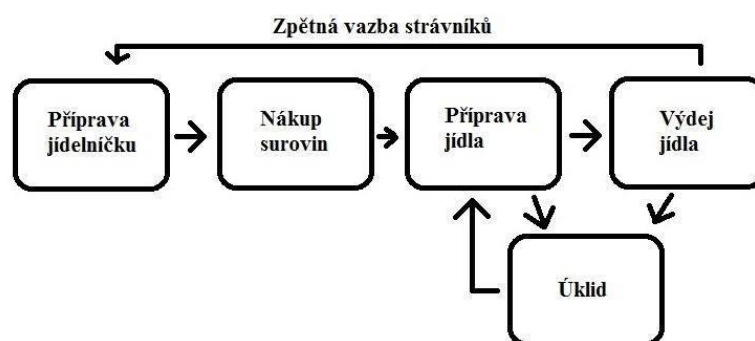 Zpětná vazba strávníků
Příprava
jídelníčku
Nákup
surovin
Příprava
jídla
Výdej
jídla
Úklid